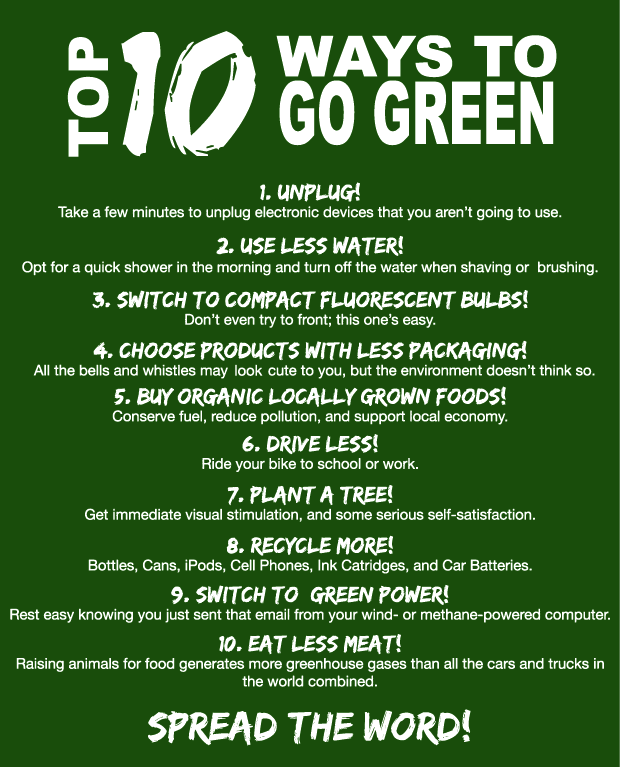 TOP 10 WAYS TO
GO GREEN
1. UNPLUG!
Take a few minutes to unplug electronic devices that you aren't going to use.
2. USE LESS WATER!
Opt for a quick shower in the morning and turn off the water when shaving or brushing.
3. SWITCH TO COMPACT FLUORESCENT BULBS!
Don't even try to front; this one's easy.
4. CHOOSE PRODUCTS WITH LESS PACKAGING!
All the bells and whistles may look cute to you, but the environment doesn't think so.
5. BUY ORGANIC LOCALLY GROWN FOODS!
Conserve fuel, reduce pollution, and support local economy.
6. DRIVE LESS!
Ride your bike to school or work.
7. PLANT A TREE!
Get immediate visual stimulation, and some serious self-satisfaction.
8. RECYCLE MORE!
Bottles, Cans, iPods, Cell Phones, Ink Catridges, and Car Batteries.
9. SWITCH TO GREEN POWER!
Rest easy knowing you just sent that email from your wind- or methane-powered computer.
10. EAT LESS MEAT!
Raising animals for food generates more greenhouse gases than all the cars and trucks in
the world combined.
SPREAD THE WORD!